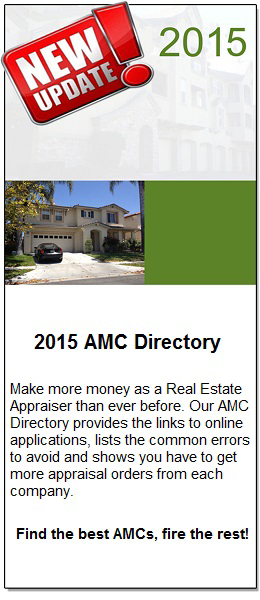 NEW
UPDATE
2015
2015 AMC Directory
Make more money as a Real Estate
Appraiser than ever before. Our AMC
Directory provides the links to online
applications, lists the common errors
to avoid and shows you have to get
more appraisal orders from each
company.
Find the best AMCs, fire the rest!